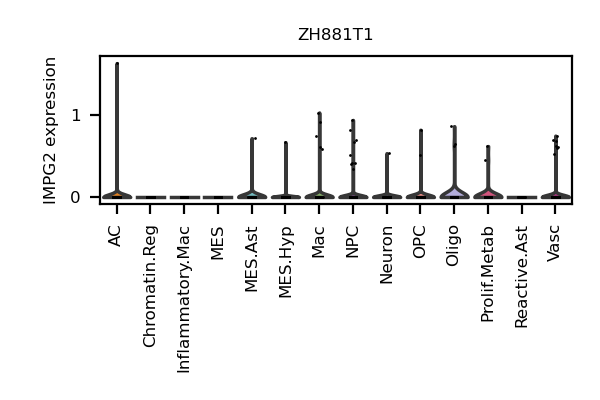 ZH881T1
IMPG2 expression
1
0
AC
Chromatin.Reg
Inflammatory.Mac
MES
MES.Ast
MES.Hyp
Mac
NPC
Neuron
OPC
Oligo
Prolif.Metab
Reactive.Ast
Vasc